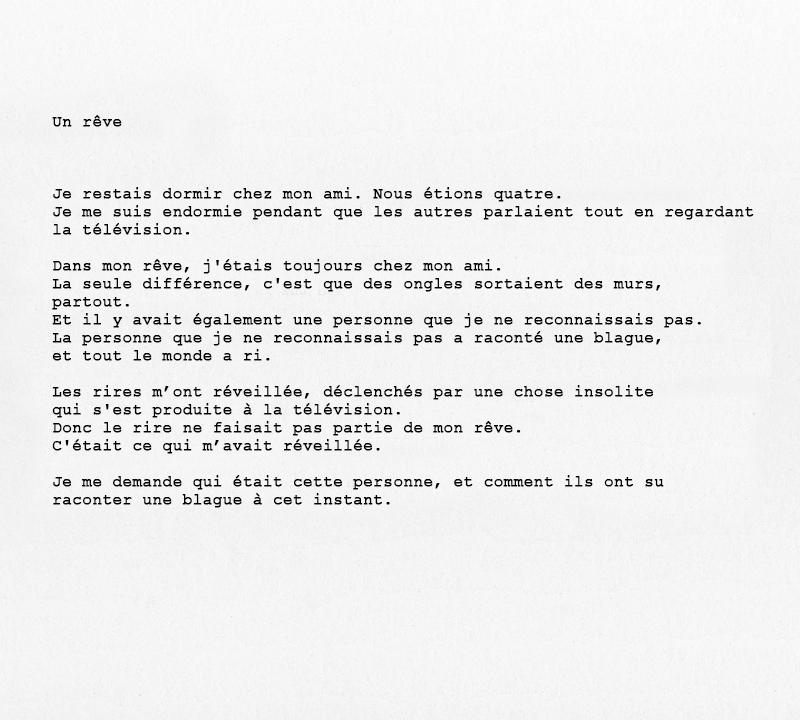 Un rêve
Je restais dormir chez mon ami. Nous étions quatre.
Je me suis endormie pendant que les autres parlaient tout en regardant
la télévision.
Dans mon rêve, j'étais toujours chez mon ami.
La seule différence, c'est que des ongles sortaient des murs,
partout.
Et il y avait également une personne que je ne reconnaissais pas.
La personne que je ne reconnaissais pas a raconté une blague,
et tout le monde a ri.
Les rires m’ont réveillée, déclenchés par une chose insolite
qui s'est produite à la télévision.
Donc le rire ne faisait pas partie de mon rêve.
C'était ce qui m’avait réveillée.
Je me demande qui était cette personne, et comment ils ont su
raconter une blague à cet instant.